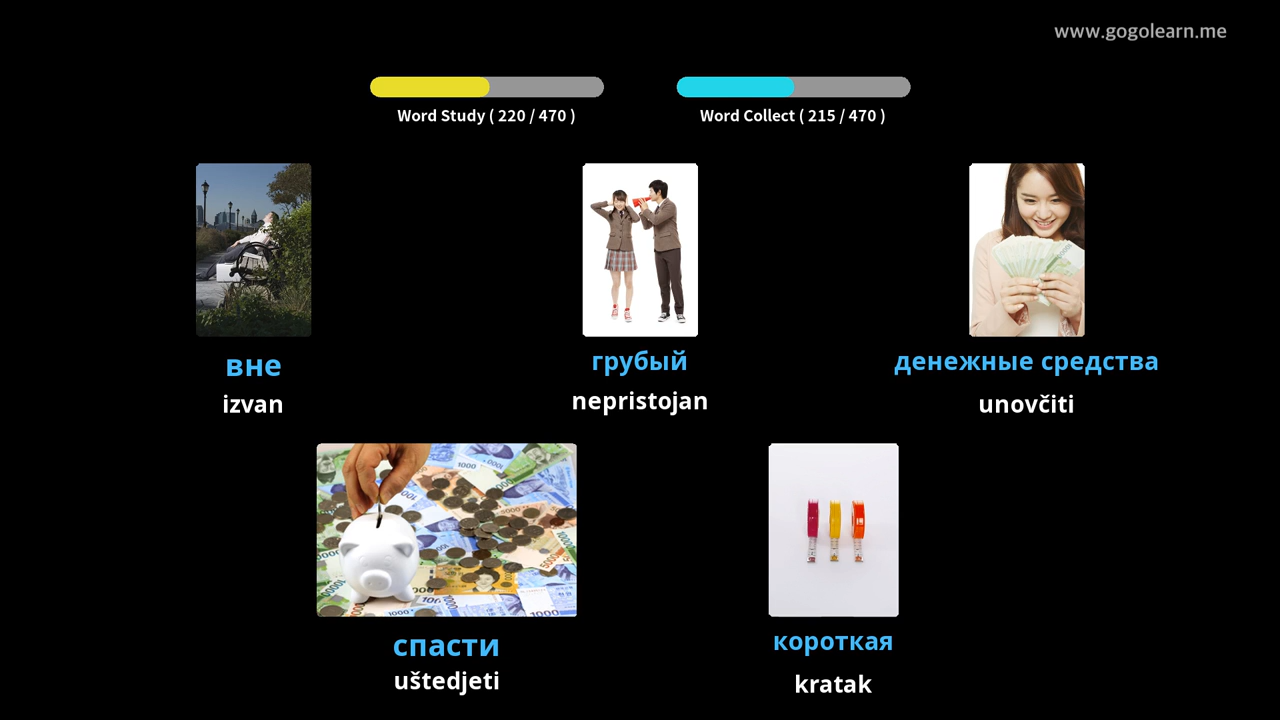 www.gogolearn.me
Word Study ( 220 / 470 )
Word Collect ( 215 / 470 )
вне
izvan
грубый
nepristojan
денежные средства
unovčiti
спасти
uštedjeti
короткая
kratak